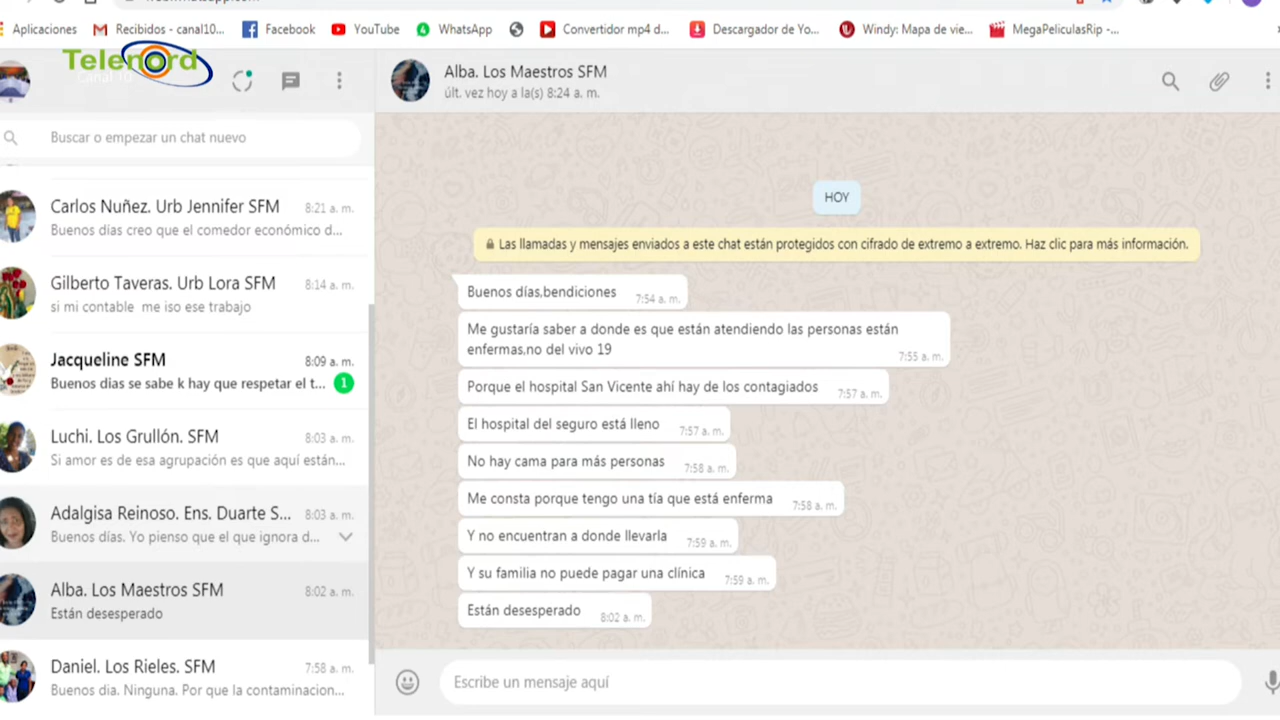 Aplicaciones
Recibidos - canal10...
Facebook
YouTube
WhatsApp
Convertidor mp4 d...
Descargador de Yo...
Windy: Mapa de vie...
MegaPeliculasRip -...
Telenord
Canal 10
Buscar o empezar un chat nuevo
Carlos Nuñez. Urb Jennifer SFM 8:21 a. m.
Buenos días creo que el comedor económico d...
Gilberto Taveras. Urb Lora SFM 8:14 a. m.
si mi contable me iso ese trabajo
Jacqueline SFM 8:09 a. m.
Buenos dias se sabe k hay que respetar el t... 1
Luchi. Los Grullón. SFM 8:03 a. m.
Si amor es de esa agrupación es que aquí están...
Adalgisa Reinoso. Ens. Duarte S... 8:03 a. m.
Buenos días. Yo pienso que el que ignora d...
Alba. Los Maestros SFM 8:02 a. m.
Están desesperado
Daniel. Los Rieles. SFM 7:58 a. m.
Buenos dia. Ninguna. Por que la contaminacion...
Alba. Los Maestros SFM
últ. vez hoy a la(s) 8:24 a. m.
HOY
Las llamadas y mensajes enviados a este chat están protegidos con cifrado de extremo a extremo. Haz clic para más información.
Buenos días,bendiciones 7:54 a. m.
Me gustaría saber a donde es que están atendiendo las personas están
enfermas,no del vivo 19 7:55 a. m.
Porque el hospital San Vicente ahí hay de los contagiados 7:57 a. m.
El hospital del seguro está lleno 7:57 a. m.
No hay cama para más personas 7:58 a. m.
Me consta porque tengo una tía que está enferma 7:58 a. m.
Y no encuentran a donde llevarla 7:59 a. m.
Y su familia no puede pagar una clínica 7:59 a. m.
Están desesperado 8:02 a. m.
Escribe un mensaje aquí